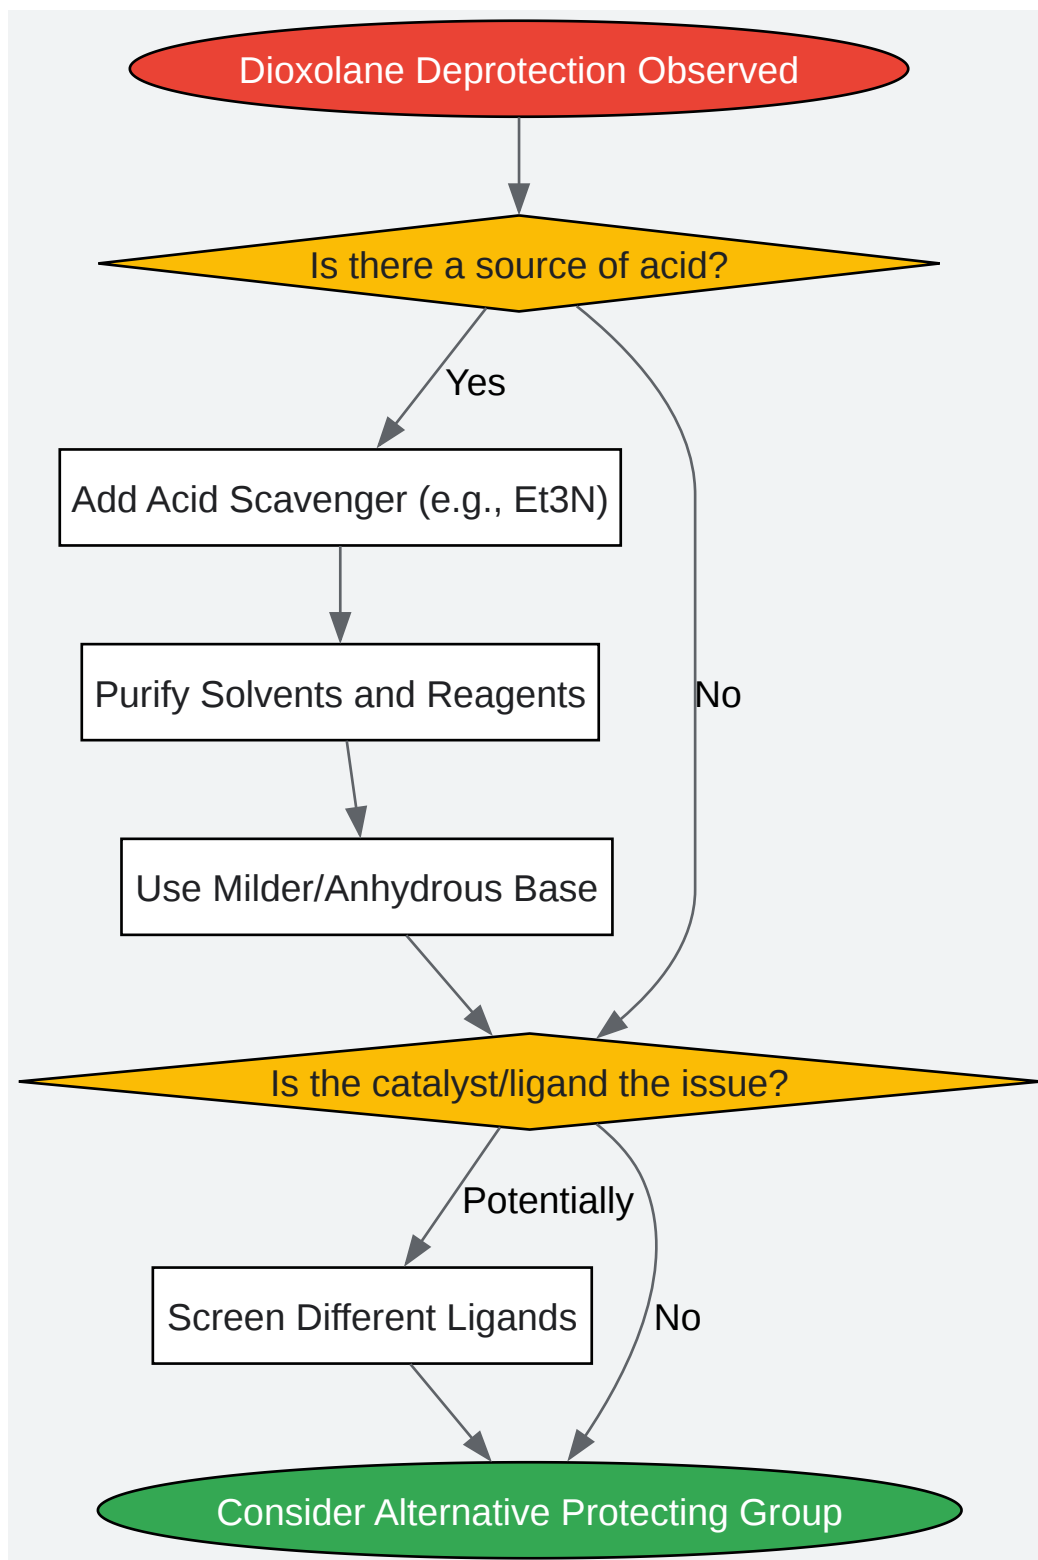 Dioxolane Deprotection Observed
Is there a source of acid?
Yes
Add Acid Scavenger (e.g., Et3N)
Purify Solvents and Reagents
No
Use Milder/Anhydrous Base
Is the catalyst/ligand the issue?
Potentially
Screen Different Ligands
No
Consider Alternative Protecting Group